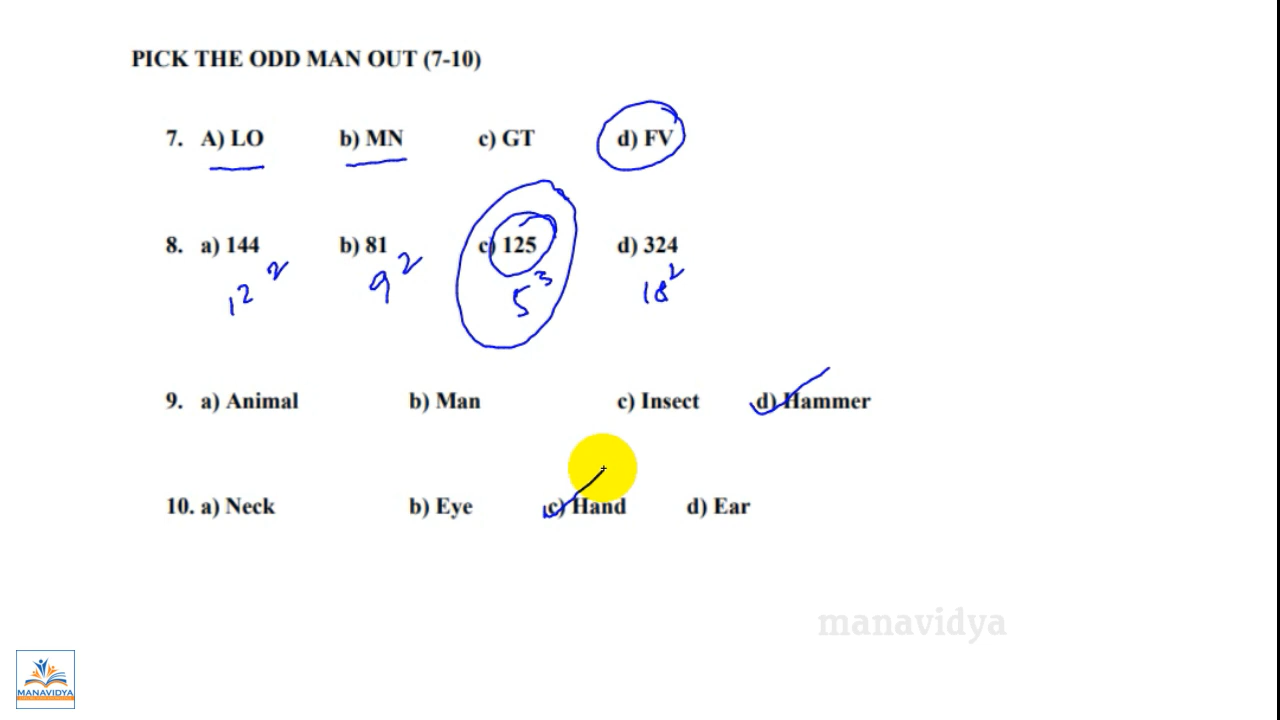 PICK THE ODD MAN OUT (7-10)
7. A) LO b) MN c) GT d) FV
8. a) 144 b) 81 c) 125 d) 324
12² 9² 5³ 18²
9. a) Animal b) Man c) Insect d) Hammer
10. a) Neck b) Eye c) Hand d) Ear
manavidya
MANAVIDYA